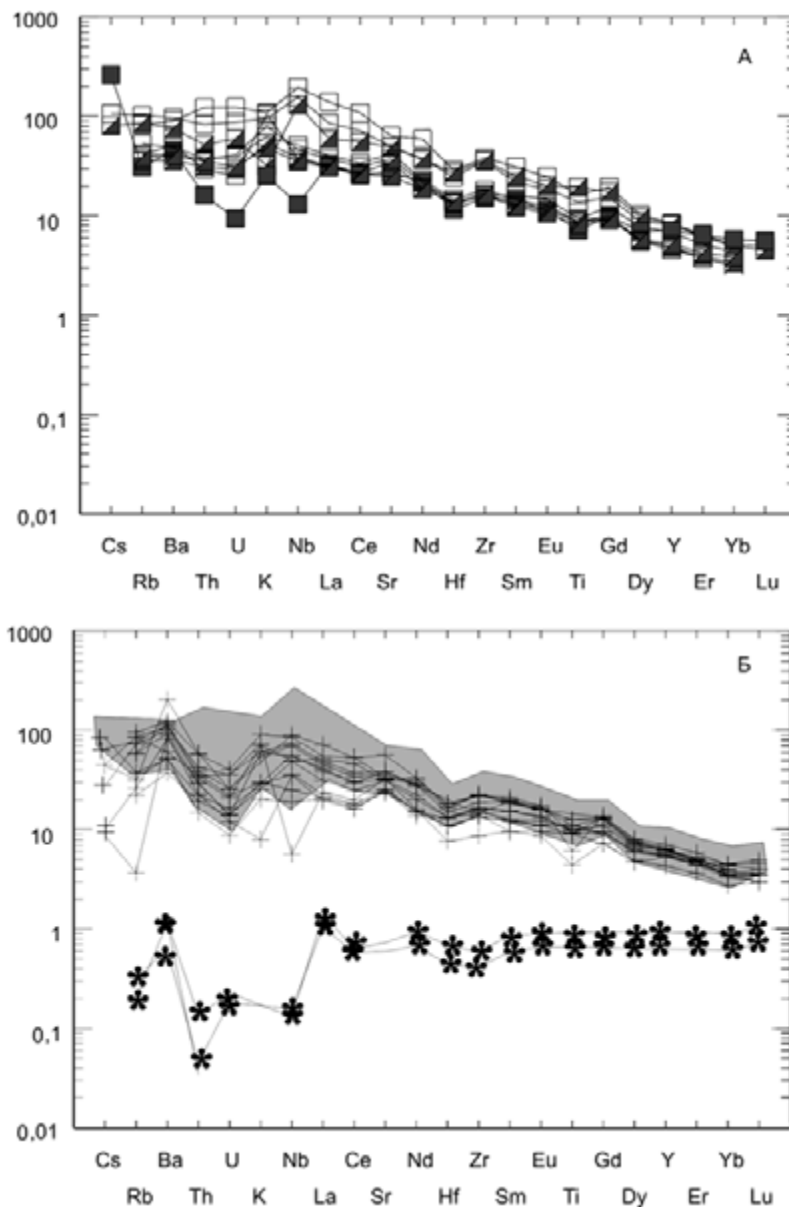 1000
А
100
10
1
0,1
0,01
Cs Ba U Nb Ce Nd Zr Eu Gd Y Yb
Rb Th K La Sr Hf Sm Ti Dy Er Lu
1000
Б
100
10
1
0,1
0,01
Cs Ba U Nb Ce Nd Zr Eu Gd Y Yb
Rb Th K La Sr Hf Sm Ti Dy Er Lu